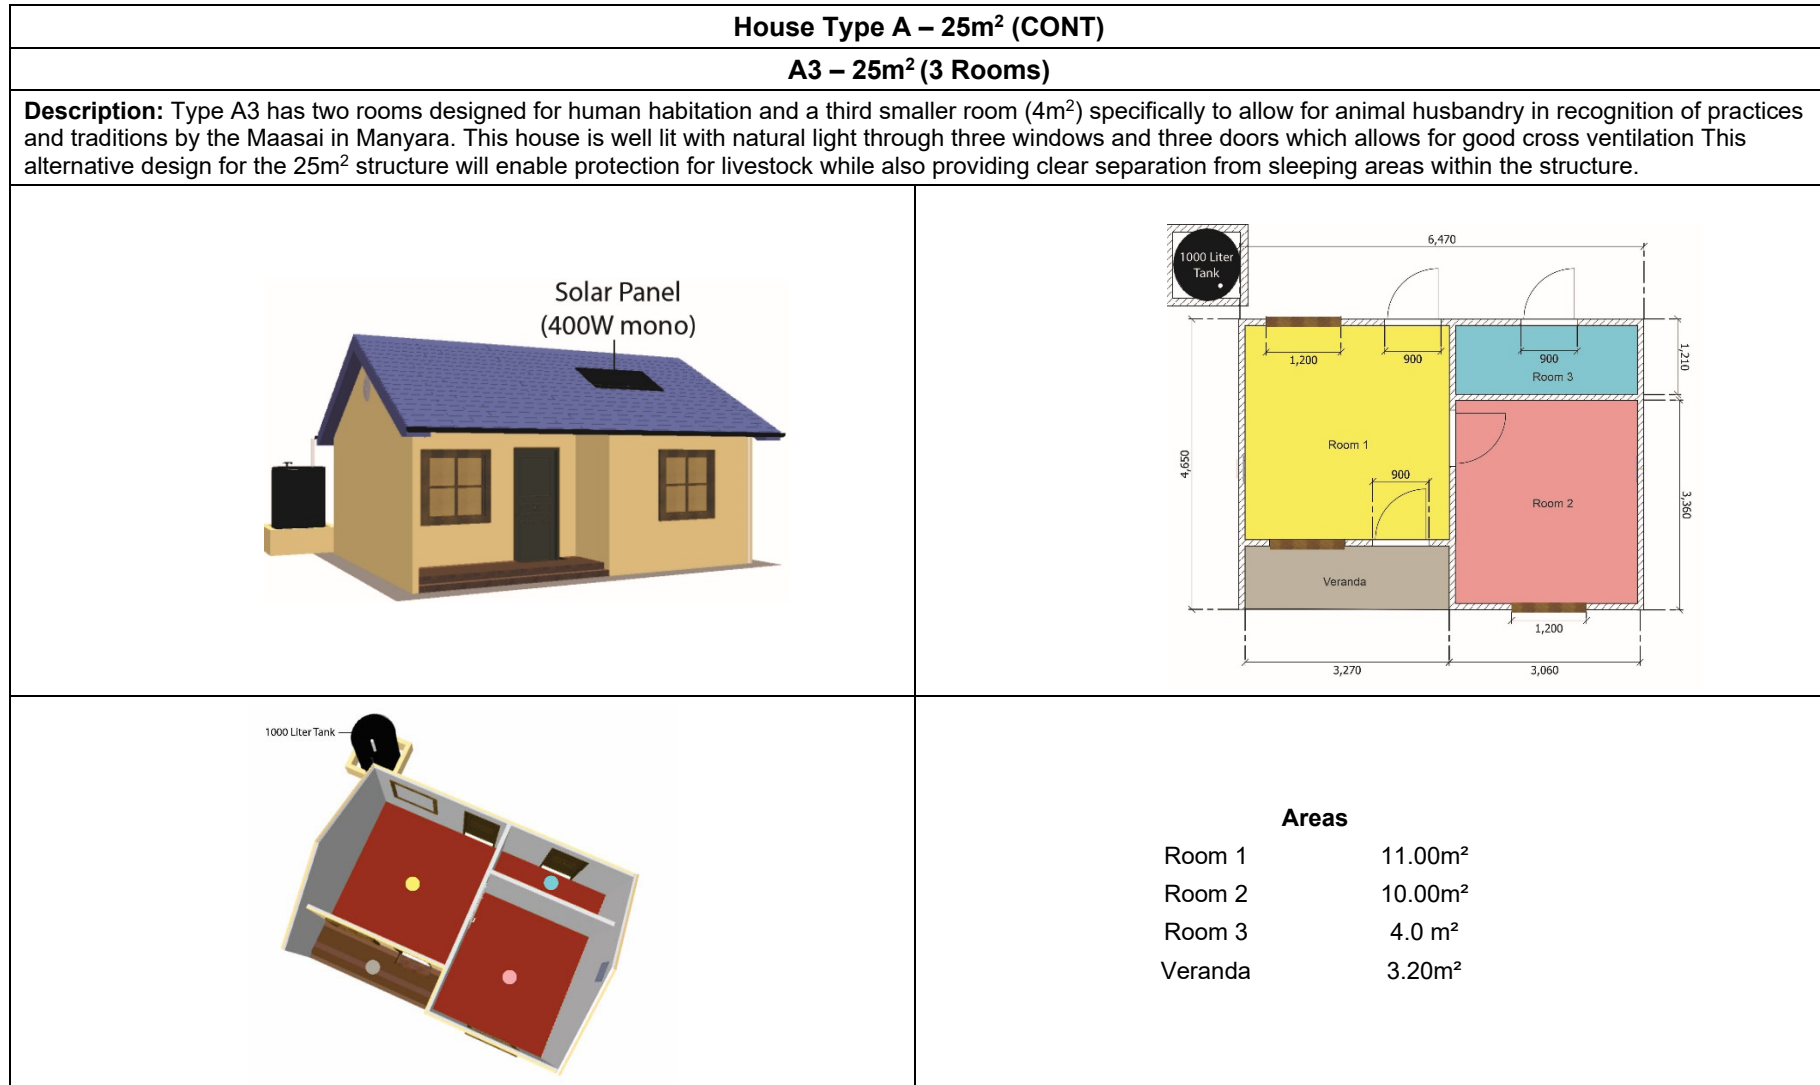 House Type A – 25m² (CONT)
A3 – 25m² (3 Rooms)
Description: Type A3 has two rooms designed for human habitation and a third smaller room (4m²) specifically to allow for animal husbandry in recognition of practices
and traditions by the Maasai in Manyara. This house is well lit with natural light through three windows and three doors which allows for good cross ventilation This
alternative design for the 25m² structure will enable protection for livestock while also providing clear separation from sleeping areas within the structure.
Solar Panel
(400W mono)
1000 Liter
Tank
6,470
1,200
900
900
Room 3
1,210
Room 1
4,650
900
Room 2
3,360
Veranda
1,200
3,270
3,060
1000 Liter Tank
Areas
Room 1 11.00m²
Room 2 10.00m²
Room 3 4.0 m²
Veranda 3.20m²